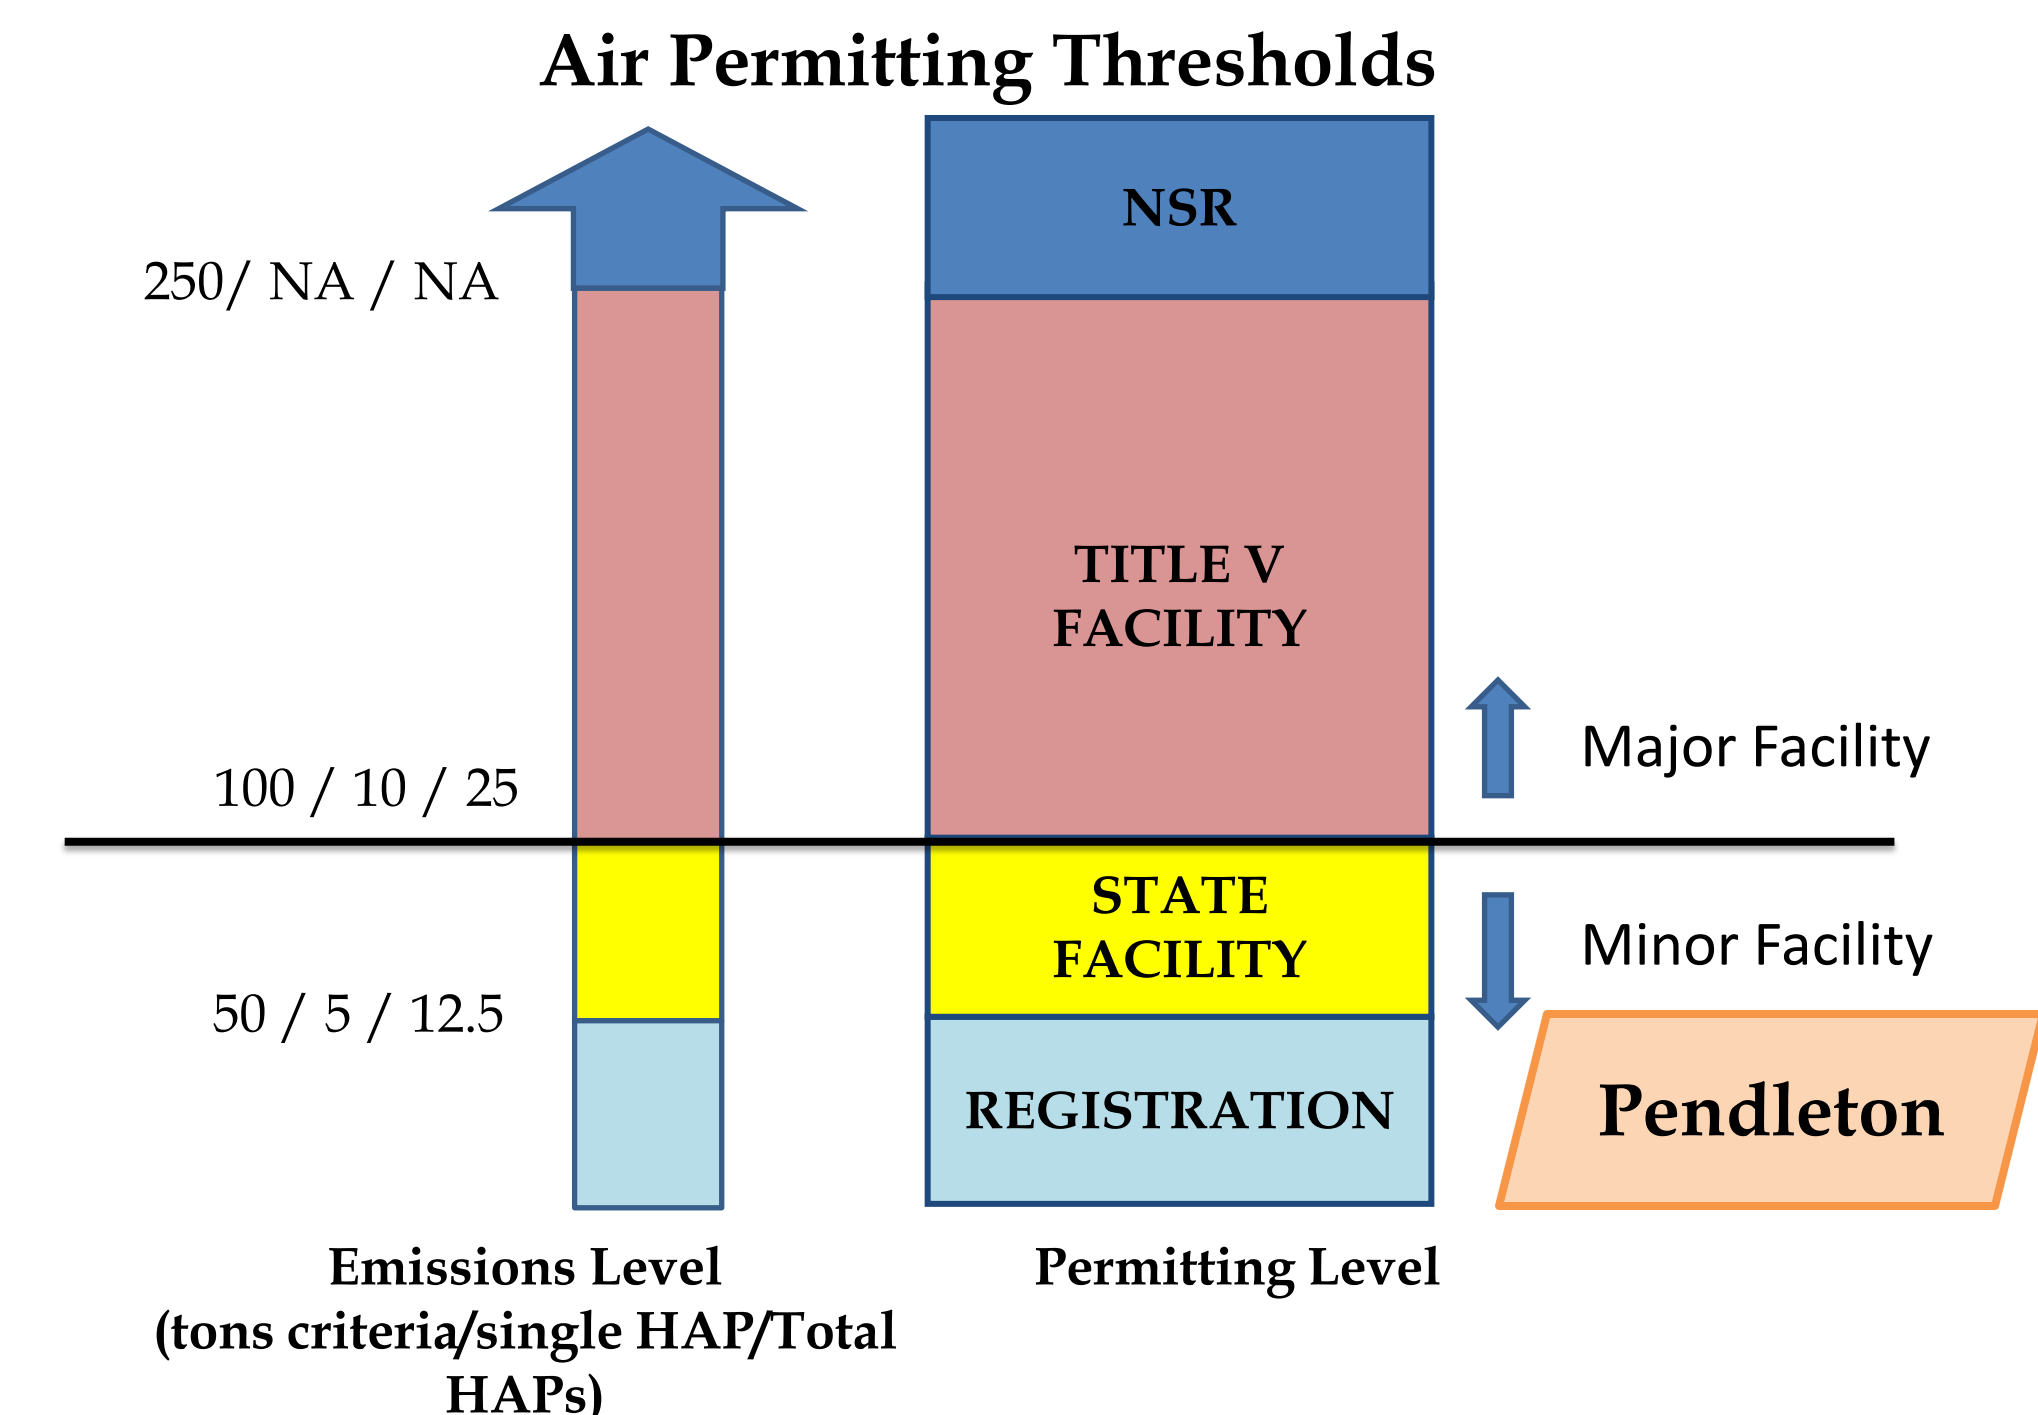 Air Permitting Thresholds
NSR
250/ NA / NA
TITLE V
FACILITY
Major Facility
100 / 10 / 25
STATE
FACILITY
Minor Facility
50 / 5 / 12.5
REGISTRATION
Pendleton
Emissions Level
(tons criteria/single HAP/Total
HAPs)
Permitting Level